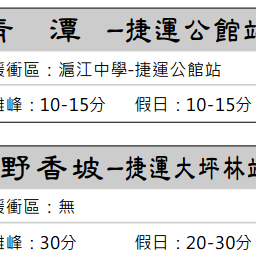 青 潭 –捷運公館站
緩衝區：滬江中學-捷運公館站
離峰：10-15分 假日：10-15分
野香坡–捷運大坪林站
緩衝區：無
離峰：30分 假日：20-30分